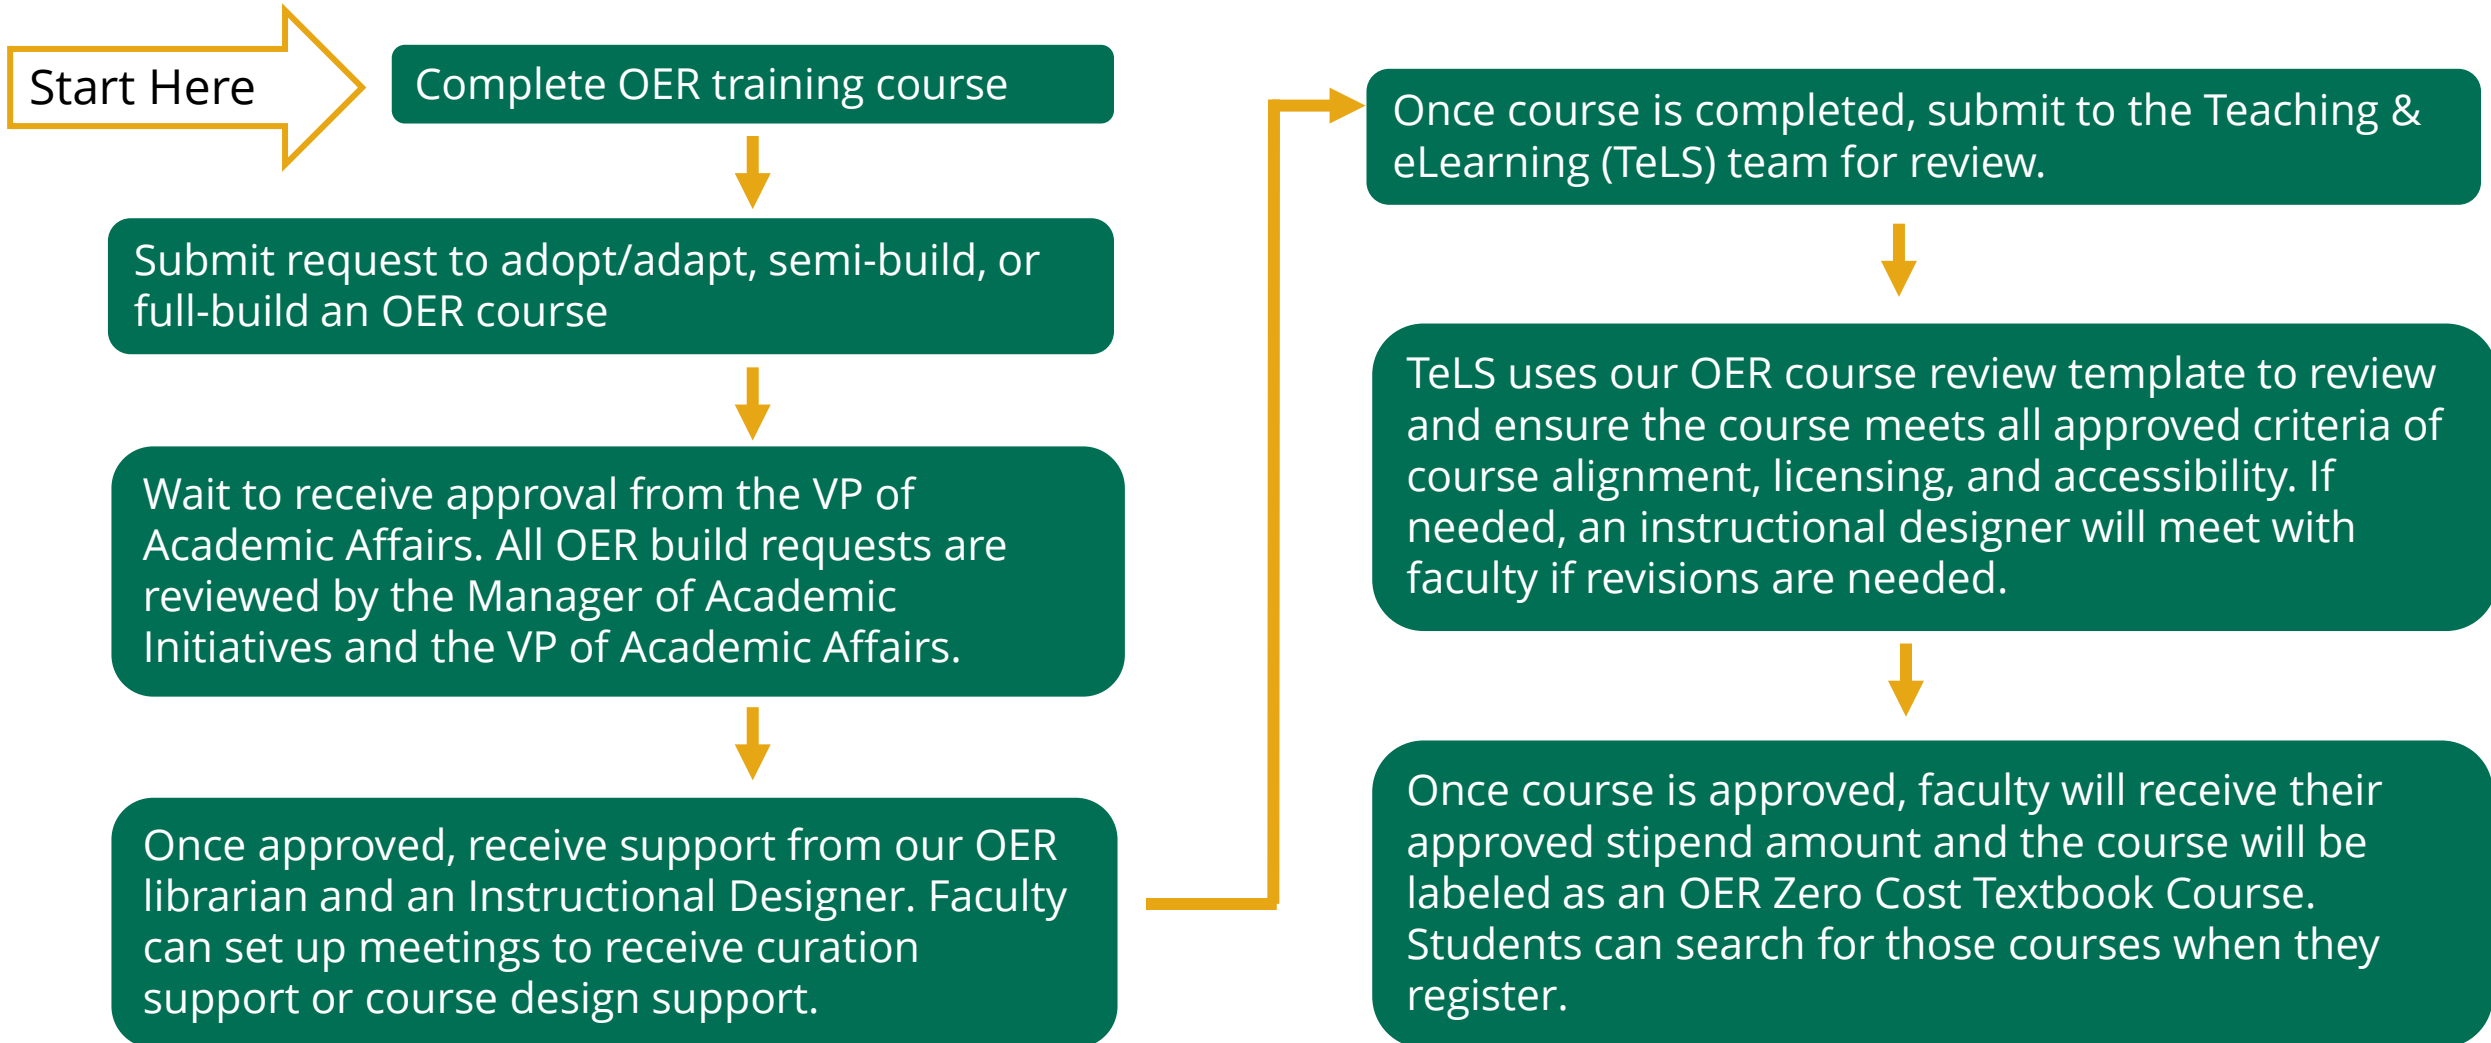 Start Here
Complete OER training course
Submit request to adopt/adapt, semi-build, or
full-build an OER course
Wait to receive approval from the VP of
Academic Affairs. All OER build requests are
reviewed by the Manager of Academic
Initiatives and the VP of Academic Affairs.
Once approved, receive support from our OER
librarian and an Instructional Designer. Faculty
can set up meetings to receive curation
support or course design support.
Once course is completed, submit to the Teaching &
eLearning (TeLS) team for review.
TeLS uses our OER course review template to review
and ensure the course meets all approved criteria of
course alignment, licensing, and accessibility. If
needed, an instructional designer will meet with
faculty if revisions are needed.
Once course is approved, faculty will receive their
approved stipend amount and the course will be
labeled as an OER Zero Cost Textbook Course.
Students can search for those courses when they
register.